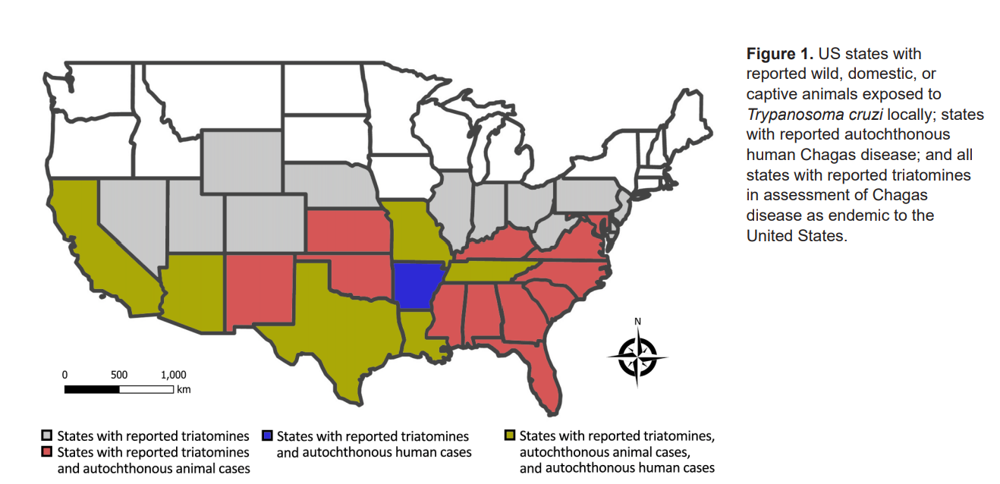 Figure 1. US states with
reported wild, domestic, or
captive animals exposed to
Trypanosoma cruzi locally; states
with reported autochthonous
human Chagas disease; and all
states with reported triatomines
in assessment of Chagas
disease as endemic to the
United States.
N
0 500 1,000
km
States with reported triatomines
States with reported triatomines
and autochthonous animal cases
States with reported triatomines
and autochthonous human cases
States with reported triatomines,
autochthonous animal cases,
and autochthonous human cases